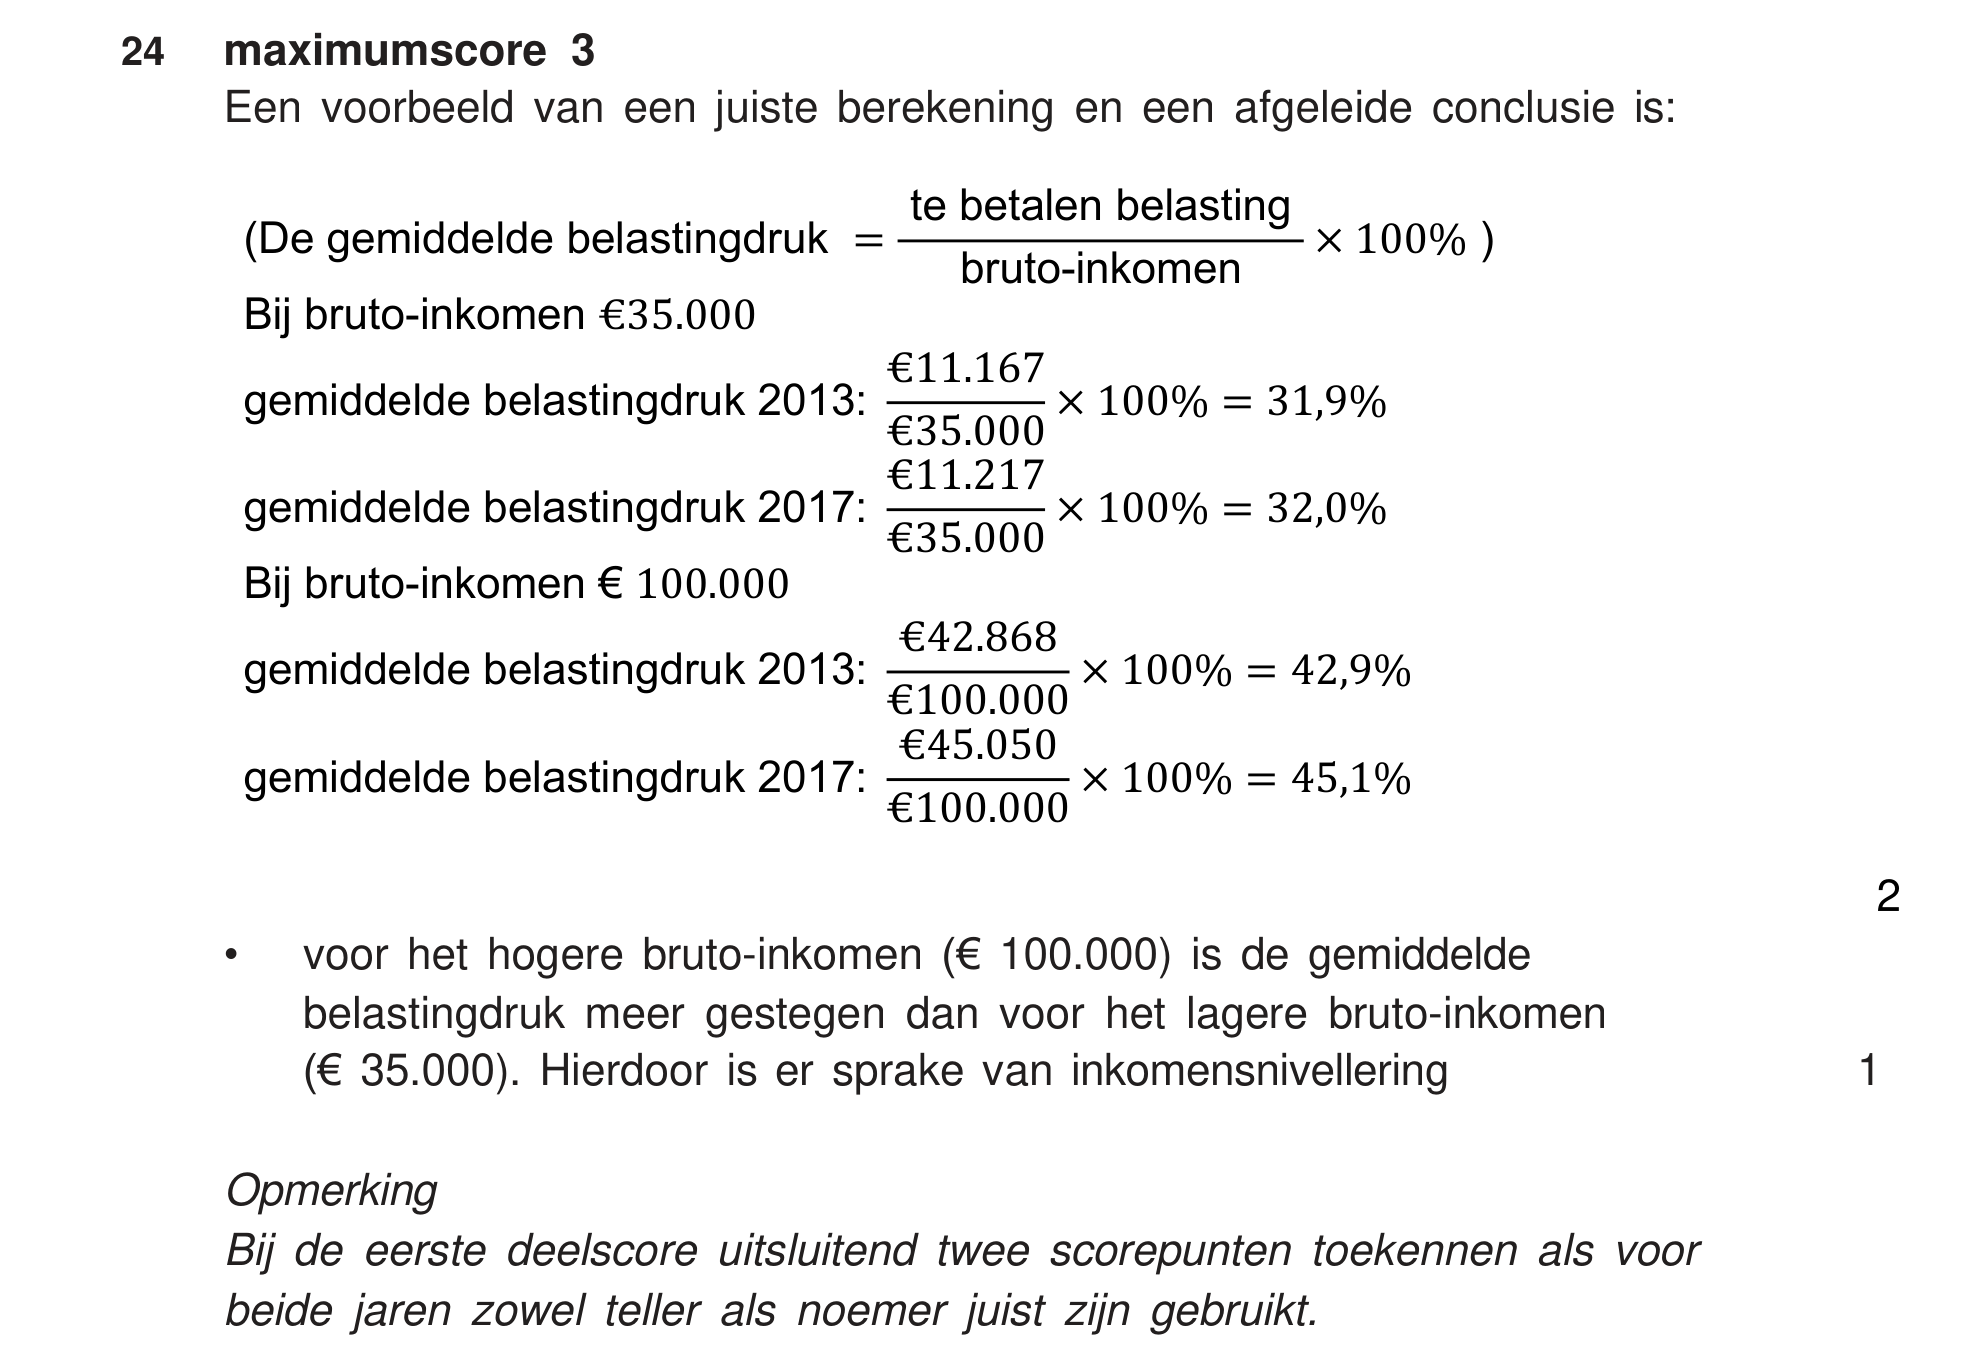 24 maximumscore 3
Een voorbeeld van een juiste berekening en een afgeleide conclusie is:
(De gemiddelde belastingdruk = te betalen belasting / bruto-inkomen × 100% )
Bij bruto-inkomen €35.000
gemiddelde belastingdruk 2013: €11.167 / €35.000 × 100% = 31,9%
gemiddelde belastingdruk 2017: €11.217 / €35.000 × 100% = 32,0%
Bij bruto-inkomen € 100.000
gemiddelde belastingdruk 2013: €42.868 / €100.000 × 100% = 42,9%
gemiddelde belastingdruk 2017: €45.050 / €100.000 × 100% = 45,1%
2
• voor het hogere bruto-inkomen (€ 100.000) is de gemiddelde
belastingdruk meer gestegen dan voor het lagere bruto-inkomen
(€ 35.000). Hierdoor is er sprake van inkomensnivellering 1
Opmerking
Bij de eerste deelscore uitsluitend twee scorepunten toekennen als voor
beide jaren zowel teller als noemer juist zijn gebruikt.